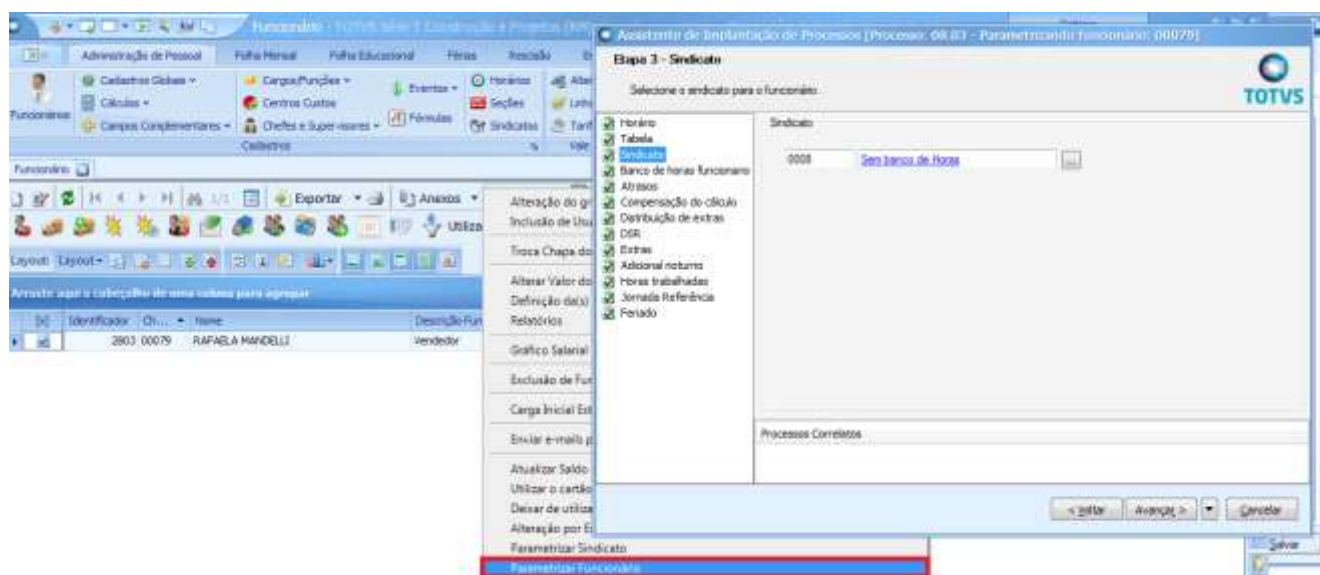 Funcionário - TOTVS Série T Construção e Projetos
Assistente de Implantação de Processos [Processo: 08.03 - Parametrizando funcionário: 00079]
Administração de Pessoal
Folha Mensal
Folha Educacional
Férias
Rescisão
Cadastros Globais
Cálculos
Campos Complementares
Cargos/Funções
Centros Custos
Chefes e Supervisores
Eventos
Fórmulas
Horários
Seções
Sindicatos
Funcionários
Cadastros
Vale
Funcionário
1/1
Exportar
Anexos
Utiliza
Layout:
Layout
Arraste aqui o cabeçalho de uma coluna para agrupar
[x] Identificador Ch... Nome Descrição Fun
2803 00079 RAFAELA MANDELLI Vendedor
Alteração do g
Inclusão de Usu
Troca Chapa do
Alterar Valor do
Definição da(s)
Relatórios
Gráfico Salarial
Exclusão de Fun
Carga Inicial Est
Enviar e-mails p
Atualizar Saldo
Utilizar o cartão
Deixar de utiliza
Alteração por E
Parametrizar Sindicato
Parametrizar Funcionário
Etapa 3 - Sindicato
Selecione o sindicato para o funcionário.
TOTVS
Horário
Tabela
Sindicato
Banco de horas funcionario
Atrasos
Compensação do cálculo
Distribuição de extras
DSR
Extras
Adicional noturno
Horas trabalhadas
Jornada Referência
Feriado
Sindicato
0008 Sem banco de Horas ...
Processos Correlatos
< Voltar
Avançar >
Cancelar
Salvar